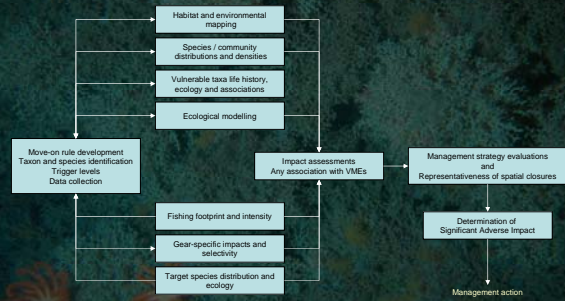 Habitat and environmental
mapping
Species / community
distributions and densities
Vulnerable taxa life history,
ecology and associations
Ecological modelling
Move-on rule development
Taxon and species identification
Trigger levels
Data collection
Impact assessments
Any association with VMEs
Management strategy evaluations
and
Representativeness of spatial closures
Fishing footprint and intensity
Gear-specific impacts and
selectivity
Target species distribution and
ecology
Determination of
Significant Adverse Impact
Management action